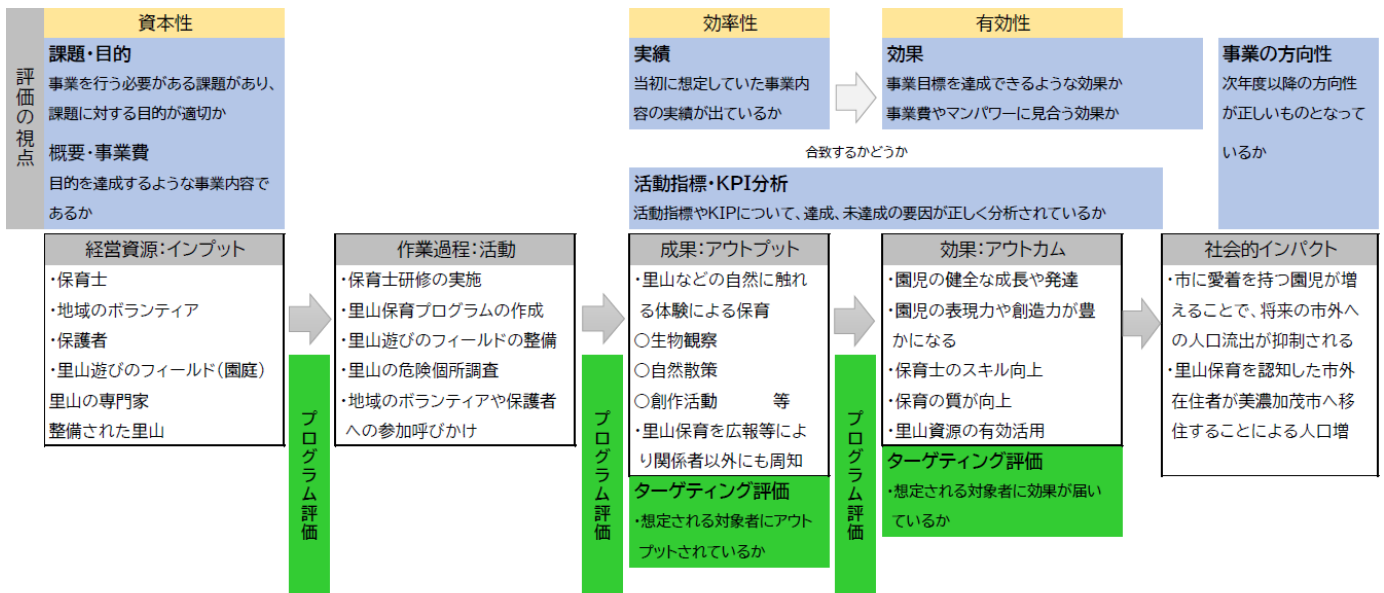 資本性
効率性
有効性
評価の視点
課題・目的
事業を行う必要がある課題があり、
課題に対する目的が適切か
概要・事業費
目的を達成するような事業内容で
あるか
実績
当初に想定していた事業内
容の実績が出ているか
効果
事業目標を達成できるような効果か
事業費やマンパワーに見合う効果か
事業の方向性
次年度以降の方向性
が正しいものとなって
いるか
合致するかどうか
活動指標・KPI分析
活動指標やKIPについて、達成、未達成の要因が正しく分析されているか
経営資源:インプット
・保育士
・地域のボランティア
・保護者
・里山遊びのフィールド(園庭)
里山の専門家
整備された里山
プログラム評価
作業過程:活動
・保育士研修の実施
・里山保育プログラムの作成
・里山遊びのフィールドの整備
・里山の危険個所調査
・地域のボランティアや保護者
への参加呼びかけ
プログラム評価
成果:アウトプット
・里山などの自然に触れ
る体験による保育
○生物観察
○自然散策
○創作活動 等
・里山保育を広報等によ
り関係者以外にも周知
ターゲティング評価
・想定される対象者にアウト
プットされているか
プログラム評価
効果:アウトカム
・園児の健全な成長や発達
・園児の表現力や創造力が豊
かになる
・保育士のスキル向上
・保育の質が向上
・里山資源の有効活用
ターゲティング評価
・想定される対象者に効果が届い
ているか
社会的インパクト
・市に愛着を持つ園児が増
えることで、将来の市外へ
の人口流出が抑制される
・里山保育を認知した市外
在住者が美濃加茂市へ移
住することによる人口増